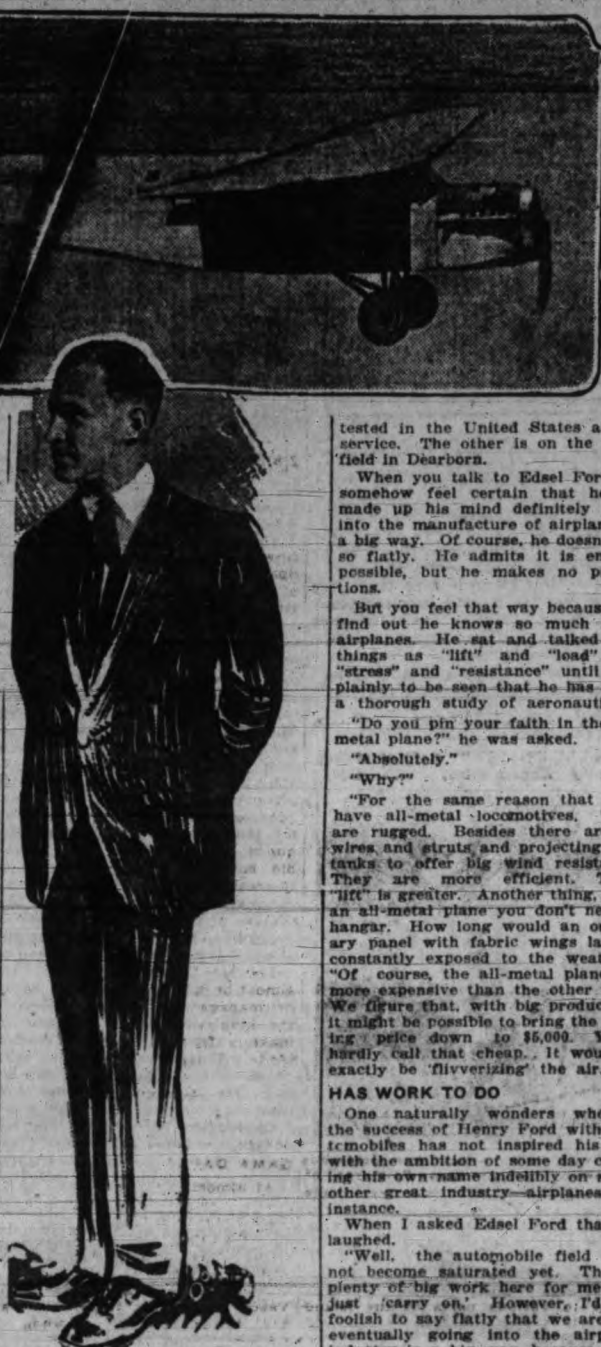 tested in the United States a
service. The other is on the
field in Dearborn.
When you talk to Edsel For
somehow feel certain that he
made up his mind definitely
into the manufacture of airplan
a big way. Of course, he doesn
so flatly. He admits it is en
possible, but he makes no p
tions.
But you feel that way becaus
find out he knows so much
airplanes. He sat and talked
things as "lift" and "load"
"stress" and "resistance" until
plainly to be seen that he has
a thorough study of aeronauti
"Do you pin your faith in the
metal plane?" he was asked.
"Absolutely."
"Why?"
"For the same reason that
have all-metal locomotives.
are rugged. Besides there ar
wires and struts and projecting
tanks to offer big wind resist
They are more efficient. T
"lift" is greater. Another thing,
an all-metal plane you don't ne
hangar. How long would an or
ary panel with fabric wings la
constantly exposed to the weat
"Of course, the all-metal plane
more expensive than the other
We figure that, with big produc
it might be possible to bring the
ing price down to $5,000. Y
hardly call that cheap. It wou
exactly be 'flivverizing' the air.
HAS WORK TO DO
One naturally wonders whe
the success of Henry Ford with
tomobiles has not inspired his
with the ambition of some day c
ing his own name indelibly on
other great industry—airplanes
instance.
When I asked Edsel Ford tha
laughed.
"Well, the automobile field
not become saturated yet. Th
plenty of big work here for me
just 'carry on.' However, I'd
foolish to say flatly that we are
eventually going into the airp